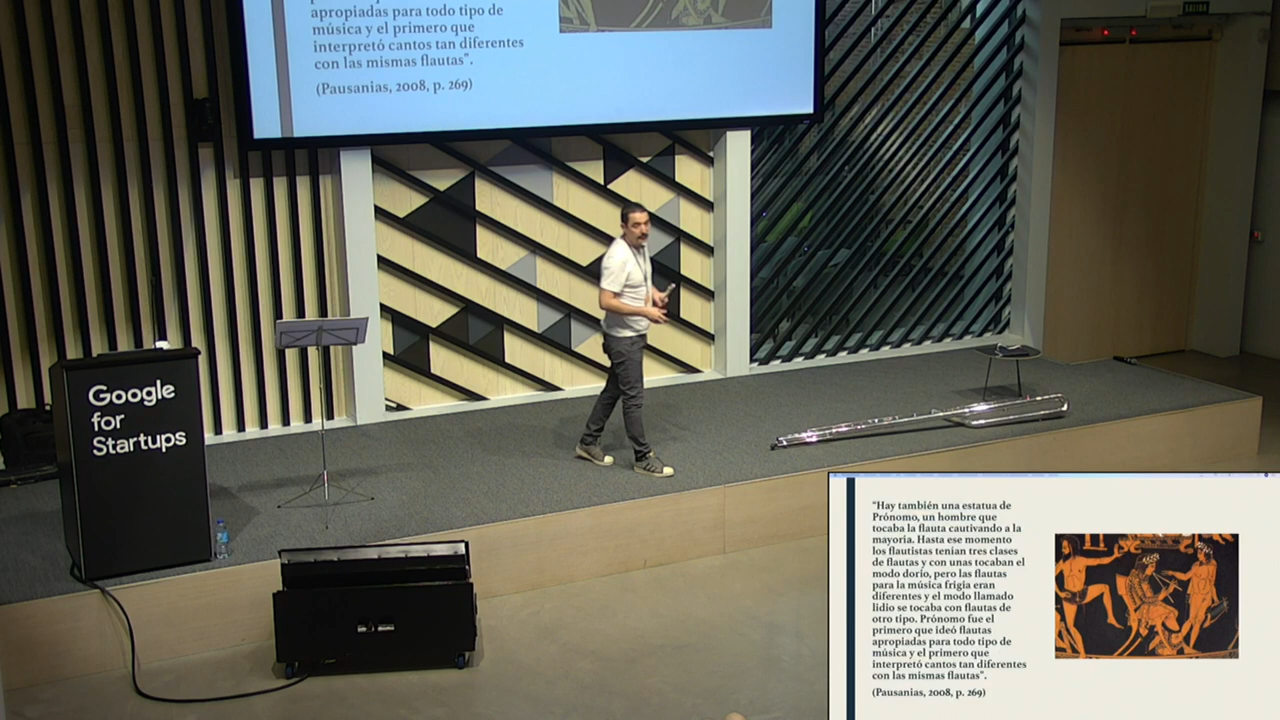 apropiadas para todo tipo de
música y el primero que
interpretó cantos tan diferentes
con las mismas flautas".
(Pausanias, 2008, p. 269)
SALIDA
Google
for
Startups
"Hay también una estatua de
Prónomo, un hombre que
tocaba la flauta cautivando a la
mayoría. Hasta ese momento
los flautistas tenían tres clases
de flautas y con unas tocaban el
modo dorio, pero las flautas
para la música frigia eran
diferentes y el modo llamado
lidio se tocaba con flautas de
otro tipo. Prónomo fue el
primero que ideó flautas
apropiadas para todo tipo de
música y el primero que
interpretó cantos tan diferentes
con las mismas flautas".
(Pausanias, 2008, p. 269)